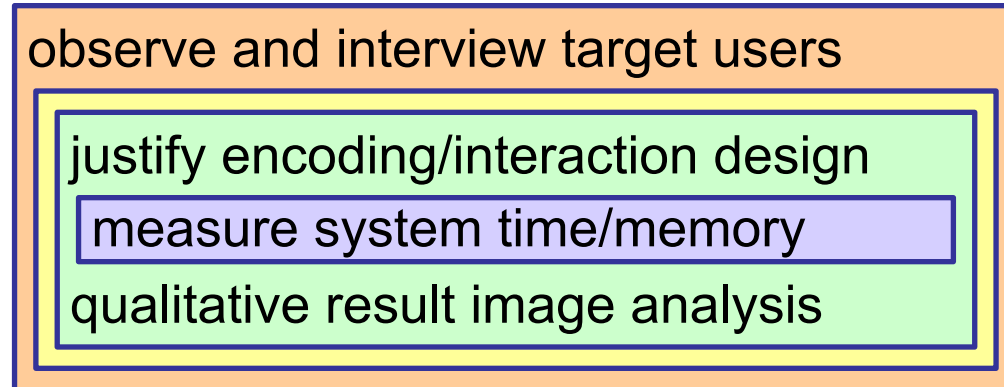 observe and interview target users
justify encoding/interaction design
measure system time/memory
qualitative result image analysis